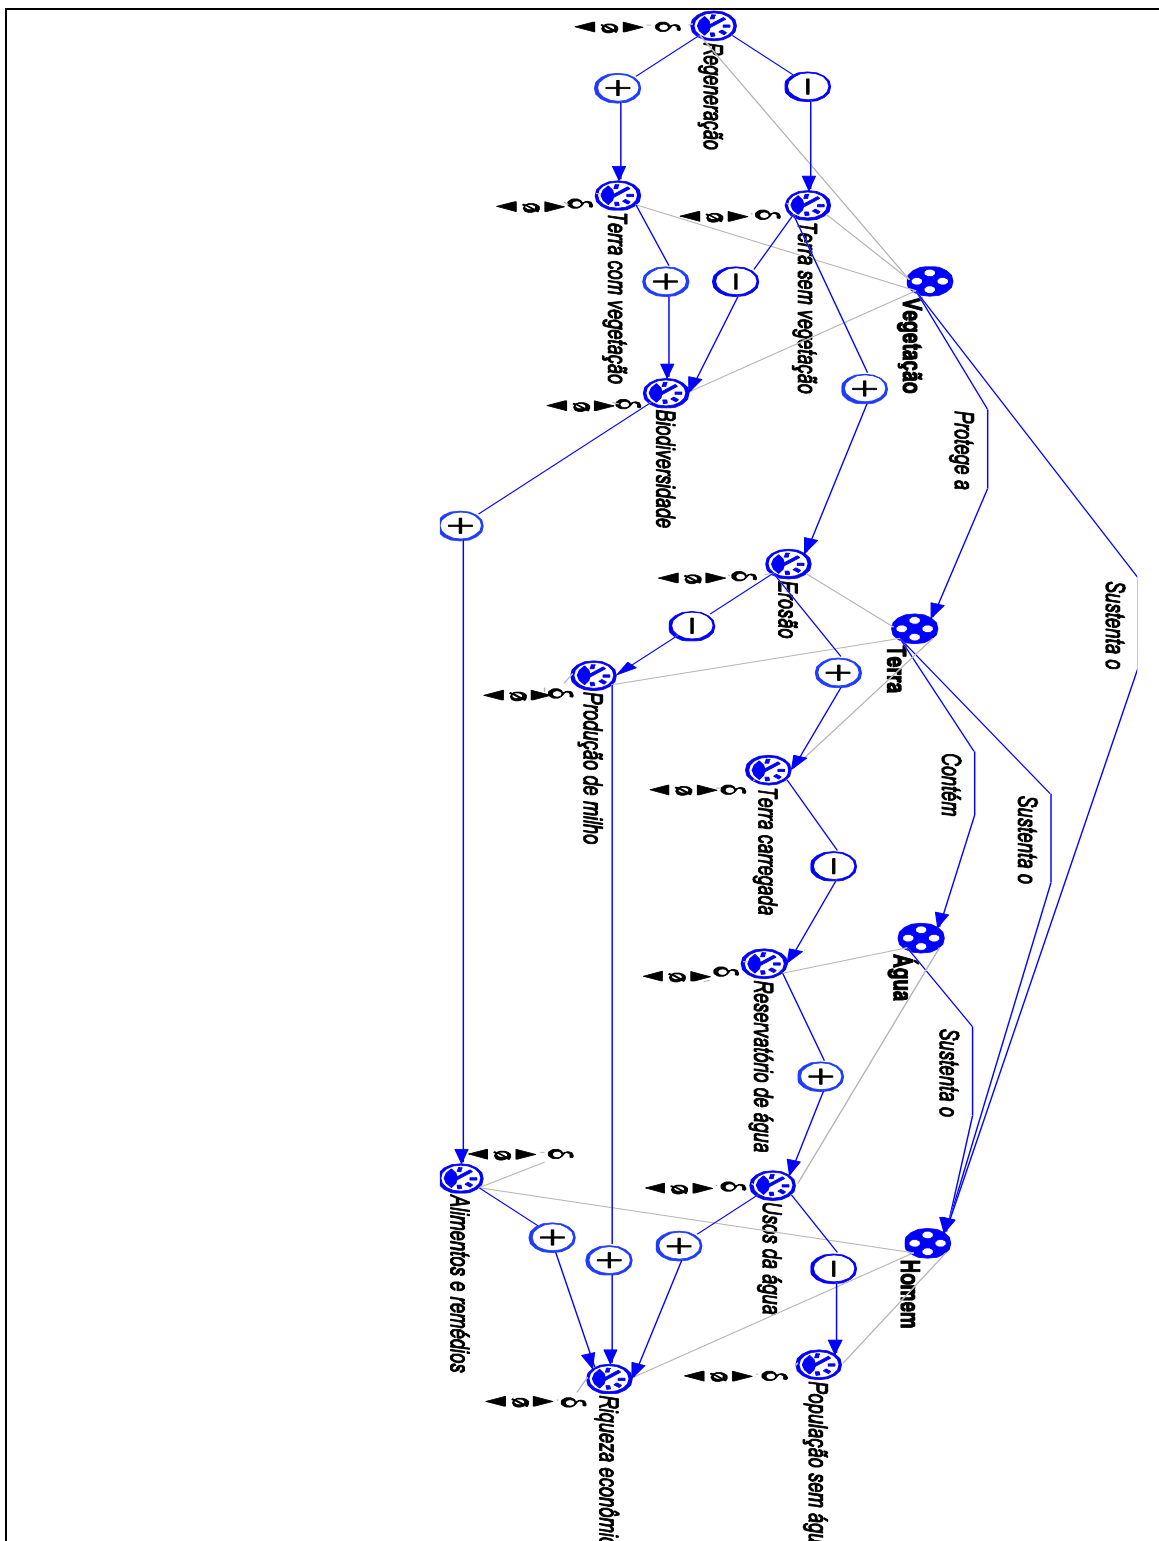 Sustenta o
Sustenta o
Protege a
Contém
Sustenta o
Vegetação
Terra
Água
Homem
Terra sem vegetação
Erosão
Terra carregada
Reservatório de água
Usos da água
População sem águ
Regeneração
Biodiversidade
Terra com vegetação
Produção de milho
Riqueza econômi
Alimentos e remédios